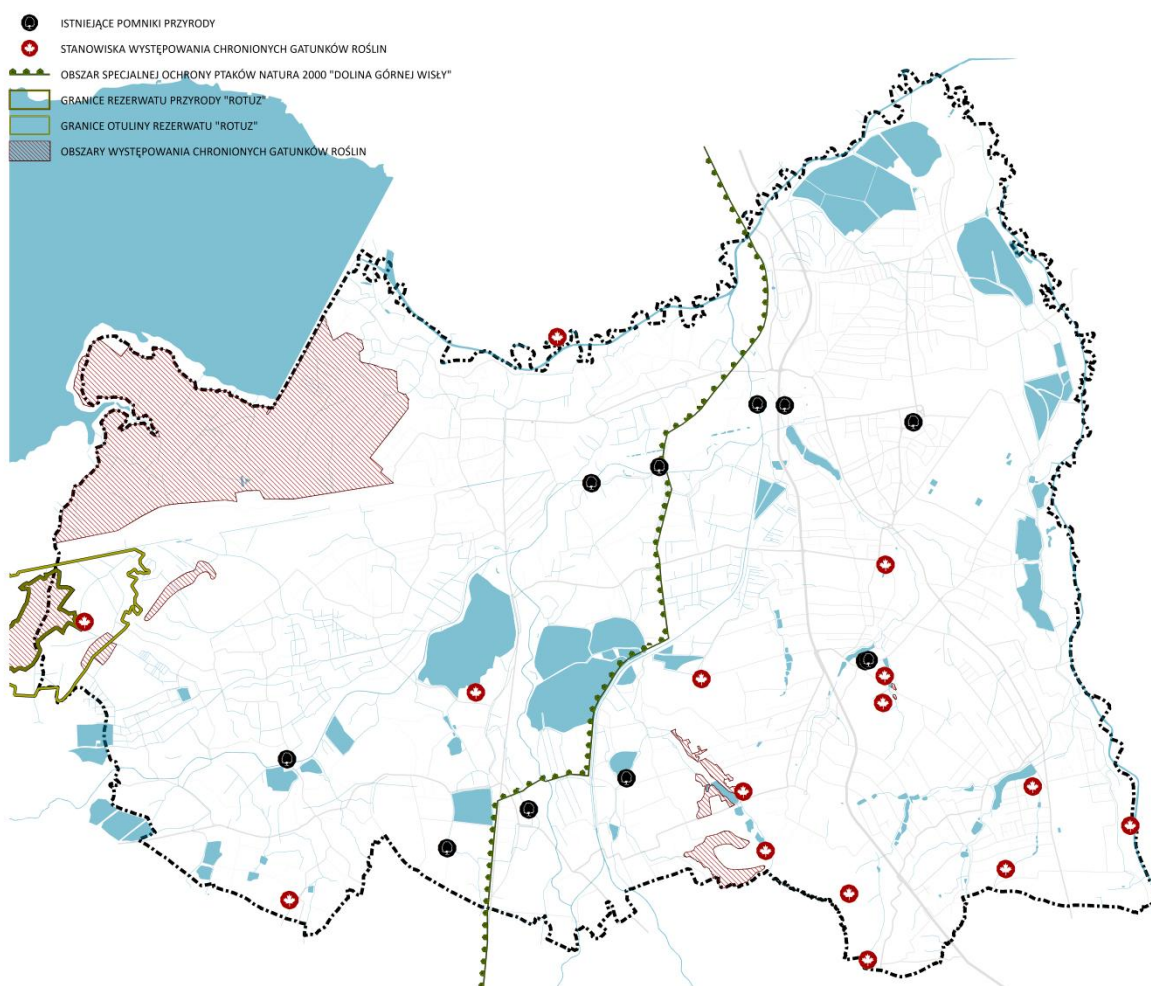 ISTNIEJĄCE POMNIKI PRZYRODY
STANOWISKA WYSTĘPOWANIA CHRONIONYCH GATUNKÓW ROŚLIN
OBSZAR SPECJALNEJ OCHRONY PTAKÓW NATURA 2000 "DOLINA GÓRNEJ WISŁY"
GRANICE REZERWATU PRZYRODY "ROTUZ"
GRANICE OTULINY REZERWATU "ROTUZ"
OBSZARY WYSTĘPOWANIA CHRONIONYCH GATUNKÓW ROŚLIN